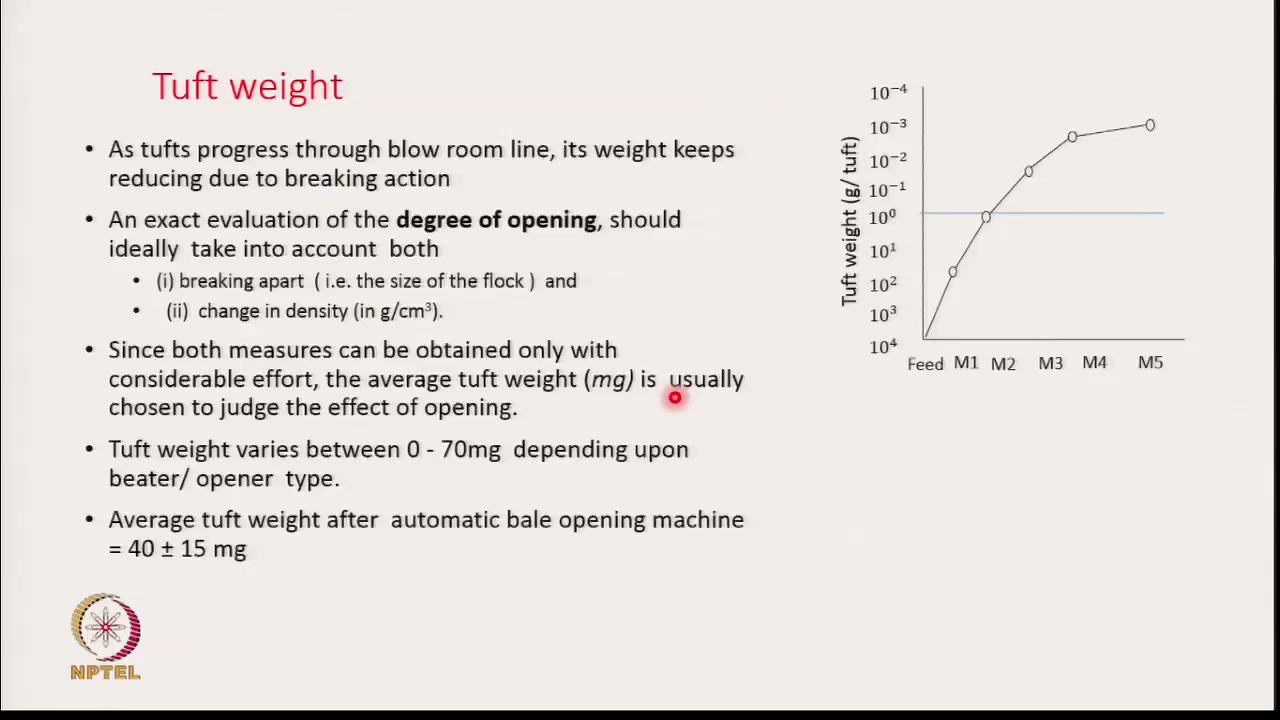 Tuft weight
• As tufts progress through blow room line, its weight keeps
reducing due to breaking action
• An exact evaluation of the degree of opening, should
ideally take into account both
• (i) breaking apart ( i.e. the size of the flock ) and
• (ii) change in density (in g/cm³).
• Since both measures can be obtained only with
considerable effort, the average tuft weight (mg) is usually
chosen to judge the effect of opening.
• Tuft weight varies between 0 - 70mg depending upon
beater/ opener type.
• Average tuft weight after automatic bale opening machine
= 40 ± 15 mg
Tuft weight (g/ tuft)
10⁻⁴
10⁻³
10⁻²
10⁻¹
10⁰
10¹
10²
10³
10⁴
Feed M1 M2 M3 M4 M5
NPTEL